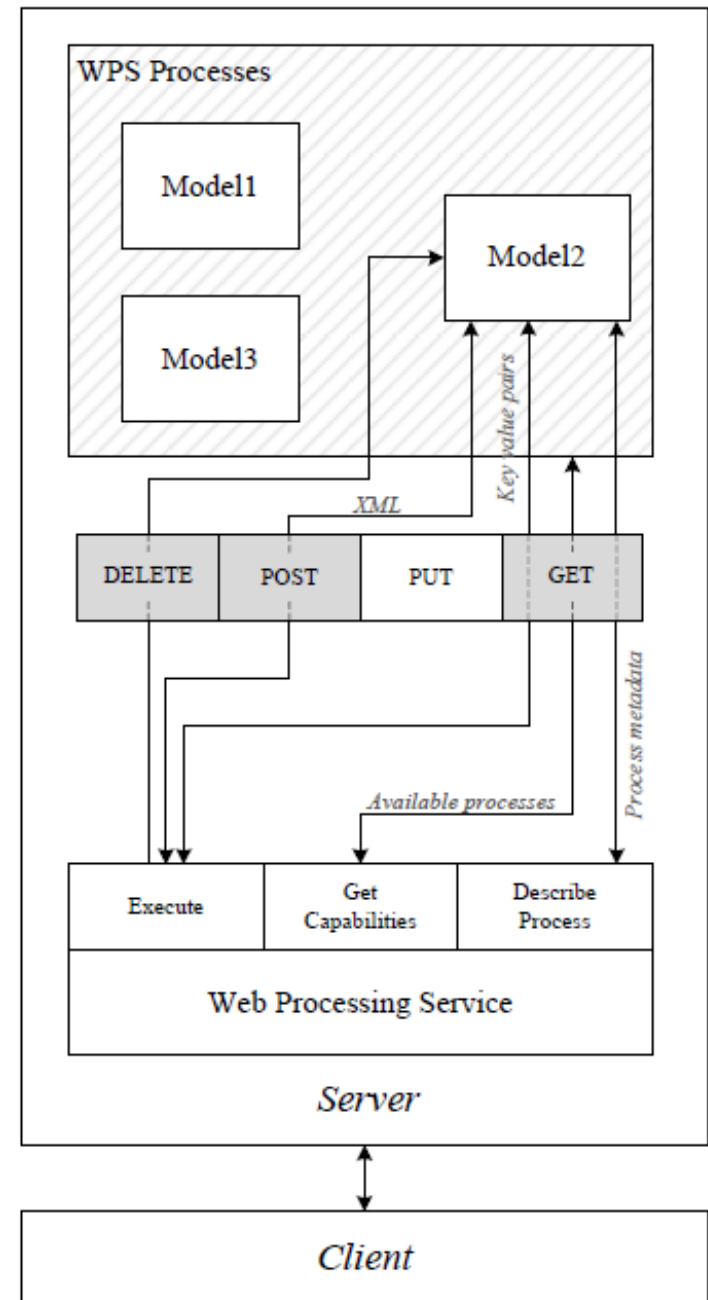 WPS Processes
Model1
Model2
Model3
Key value pairs
XML
DELETE
POST
PUT
GET
Process metadata
Available processes
Execute
Get
Capabilities
Describe
Process
Web Processing Service
Server
Client